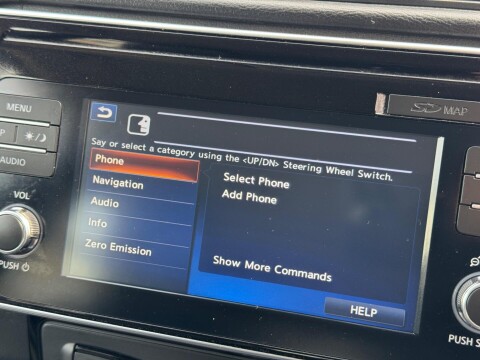 MENU
MAP
Say or select a category using the <UP/DN> Steering Wheel Switch.
Phone
Select Phone
Navigation
Add Phone
AUDIO
Audio
VOL
Info
Zero Emission
Show More Commands
PUSH
HELP
PUSH